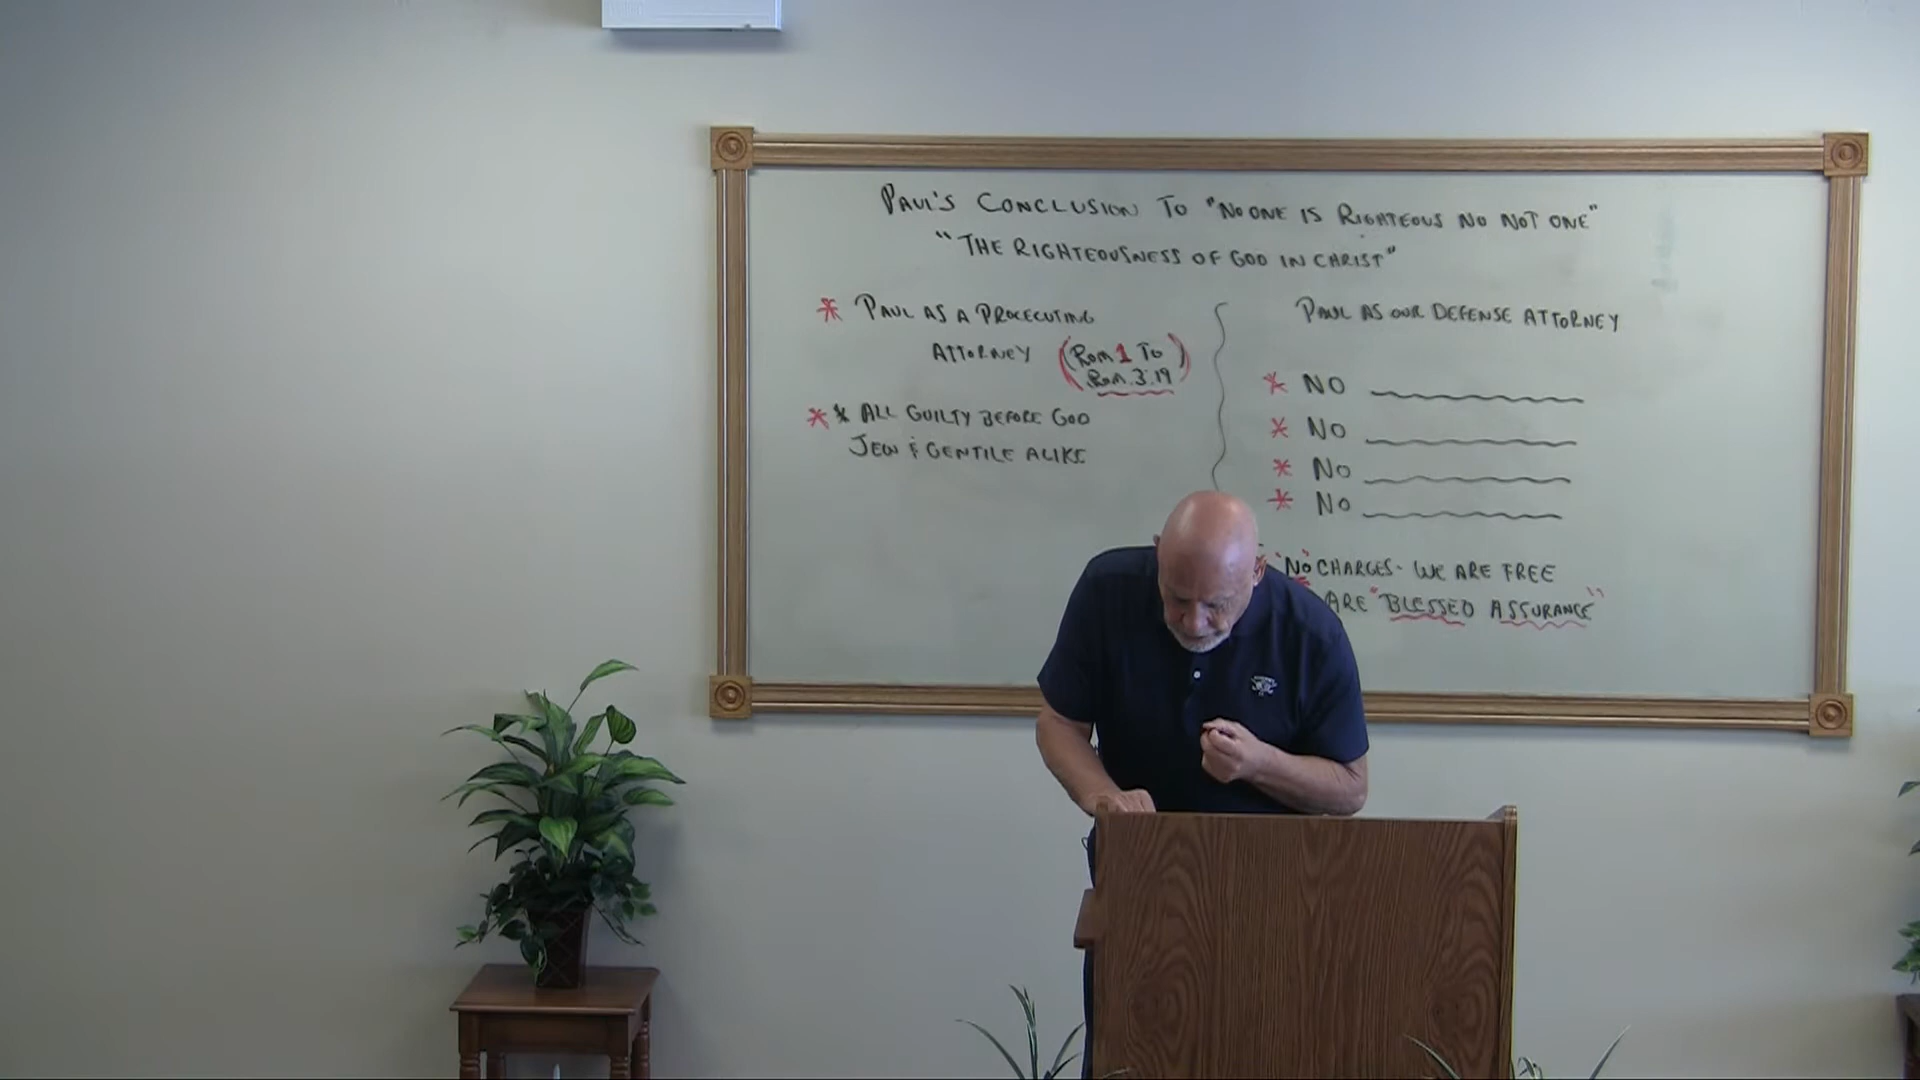 PAUL'S CONCLUSION TO "NO ONE IS RIGHTEOUS NO NOT ONE"
"THE RIGHTEOUSNESS OF GOD IN CHRIST"
* PAUL AS A PROCECUTING
ATTORNEY (Rom 1 To
Rom. 3:19)
* * ALL GUILTY BEFORE GOD
JEW & GENTILE ALIKE
PAUL AS OUR DEFENSE ATTORNEY
* NO
* NO
* No
* No
"No" CHARGES - WE ARE FREE
ARE "BLESSED ASSURANCE"